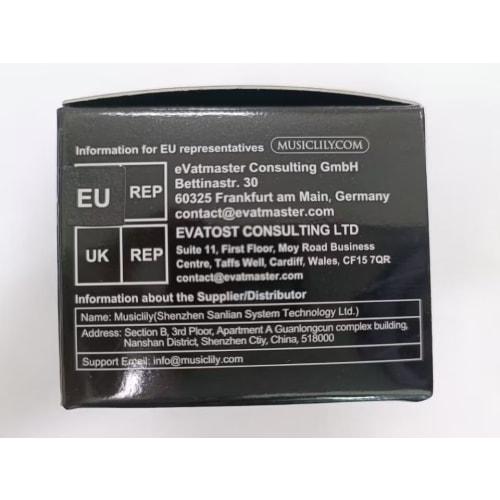 Information for EU representatives MUSICLILY.COM
EU REP
eVatmaster Consulting GmbH
Bettinastr. 30
60325 Frankfurt am Main, Germany
contact@evatmaster.com
UK REP
EVATOST CONSULTING LTD
Suite 11, First Floor, Moy Road Business
Centre, Taffs Well, Cardiff, Wales, CF15 7QR
contact@evatmaster.com
Information about the Supplier/Distributor
Name: Musiclily(Shenzhen Sanlian System Technology Ltd.)
Address: Section B, 3rd Floor, Apartment A Guanlongcun complex building,
Nanshan District, Shenzhen Ctiy, China, 518000
Support Email: info@musiclily.com